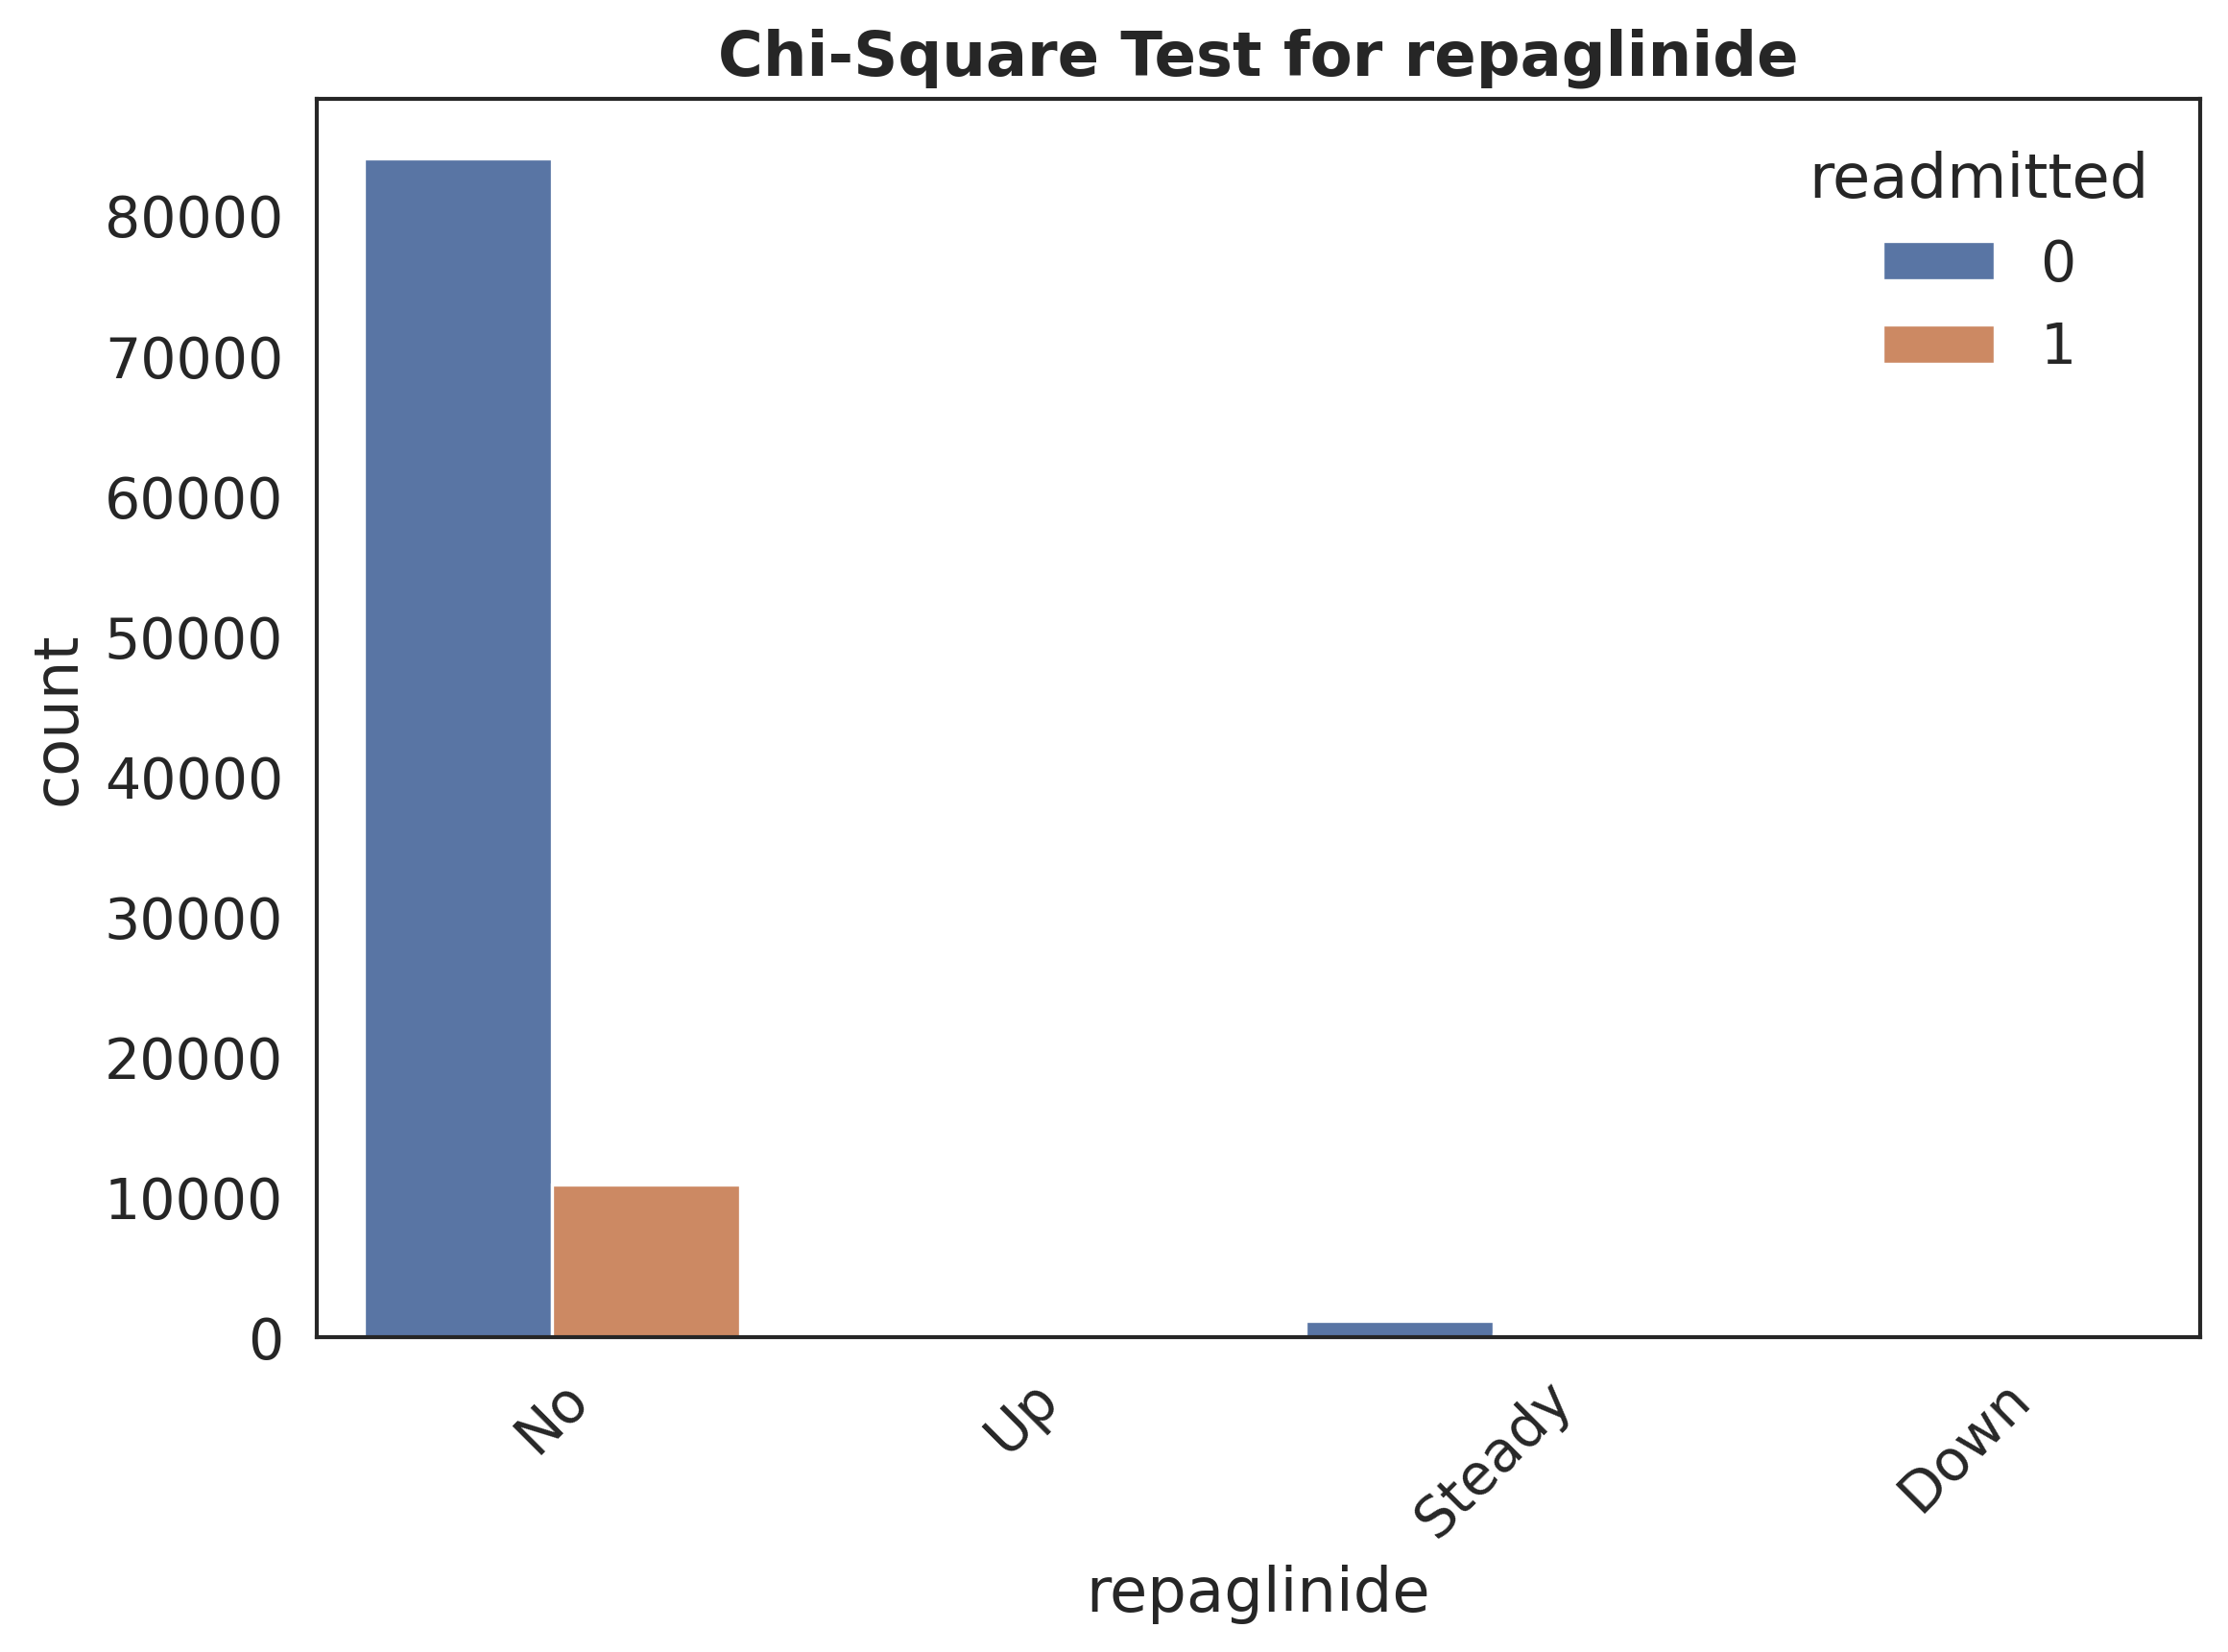 Chi-Square Test for repaglinide
readmitted
0
1
count
80000
70000
60000
50000
40000
30000
20000
10000
0
No
Up
Steady
Down
repaglinide